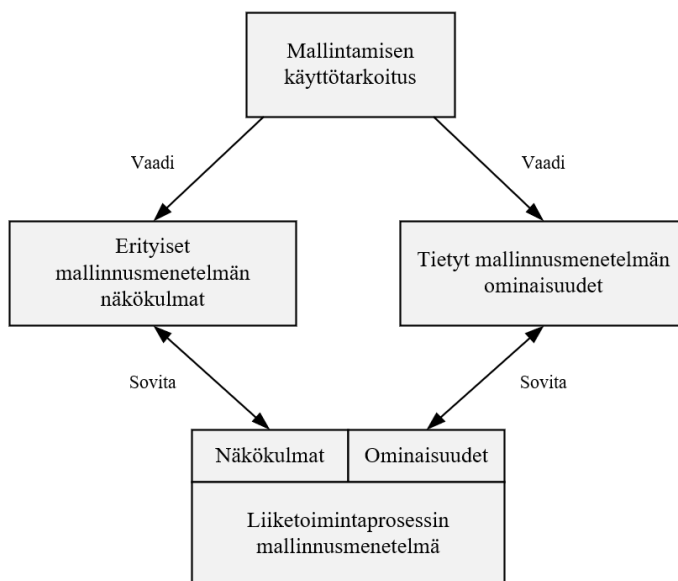 Mallintamisen
käyttötarkoitus
Vaadi
Vaadi
Erityiset
mallinnusmenetelmän
näkökulmat
Tietyt mallinnusmenetelmän
ominaisuudet
Sovita
Sovita
Näkökulmat
Ominaisuudet
Liiketoimintaprosessin
mallinnusmenetelmä